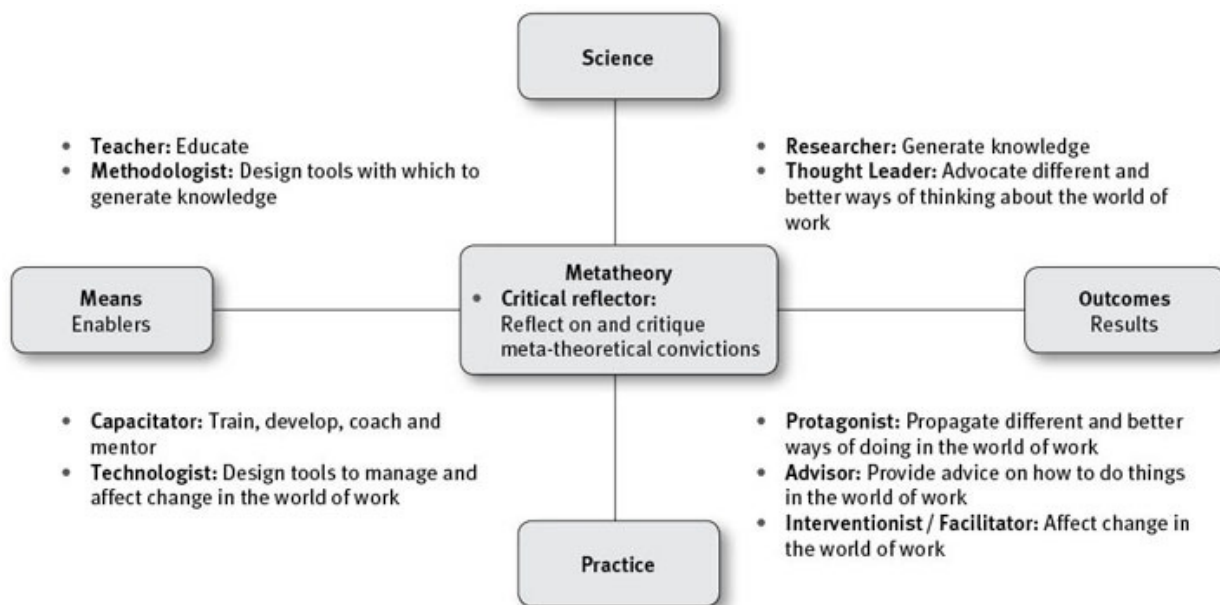 Science
• Teacher: Educate
• Methodologist: Design tools with which to
generate knowledge
• Researcher: Generate knowledge
• Thought Leader: Advocate different and
better ways of thinking about the world of
work
Means
Enablers
Metatheory
• Critical reflector:
Reflect on and critique
meta-theoretical convictions
Outcomes
Results
• Capacitator: Train, develop, coach and
mentor
• Technologist: Design tools to manage and
affect change in the world of work
• Protagonist: Propagate different and better
ways of doing in the world of work
• Advisor: Provide advice on how to do things
in the world of work
• Interventionist / Facilitator: Affect change in
the world of work
Practice